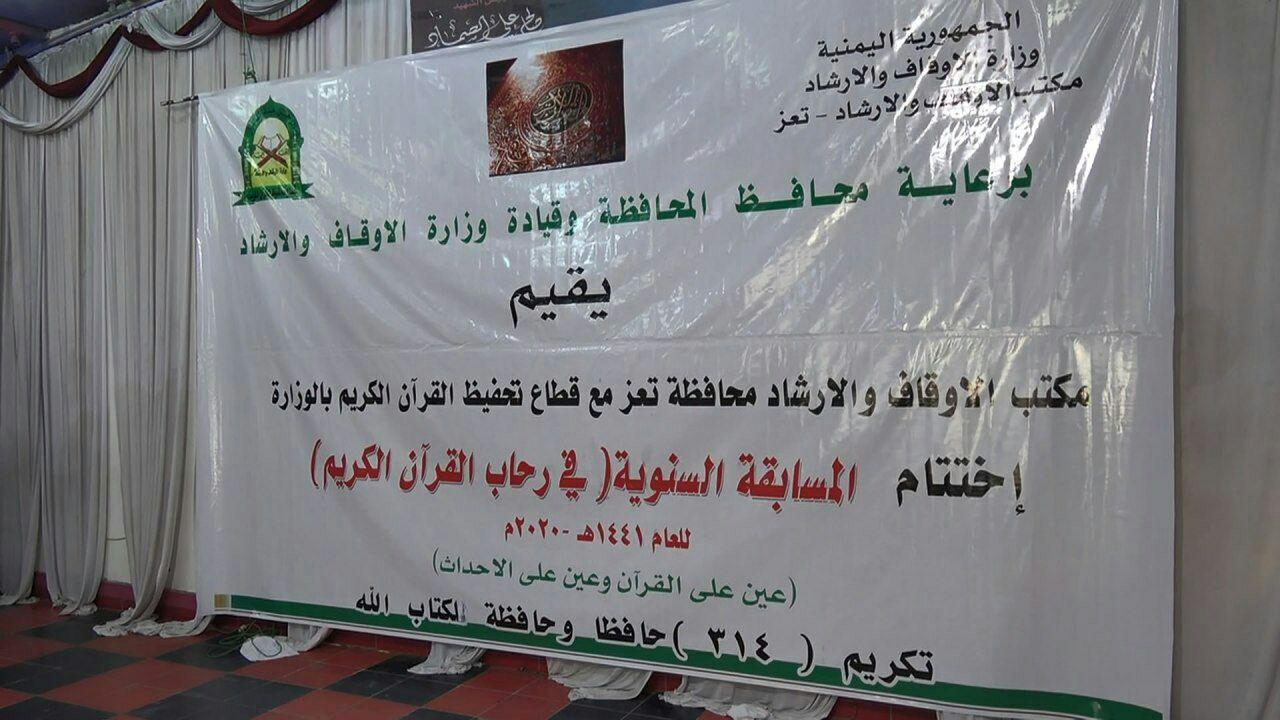 الجمهورية اليمنية
وزارة الاوقاف والارشاد
مكتب الاوقاف والارشاد - تعز
برعاية محافظ المحافظة وقيادة وزارة الاوقاف والارشاد
يقيم
مكتب الاوقاف والارشاد محافظة تعز مع قطاع تحفيظ القرآن الكريم بالوزارة
إختتام المسابقة السنوية ( في رحاب القرآن الكريم)
للعام ١٤٤١هـ -٢٠٢٠م
(عين على القرآن وعين على الاحداث)
تكريم ( ٣١٤ ) حافظا وحافظة لكتاب الله